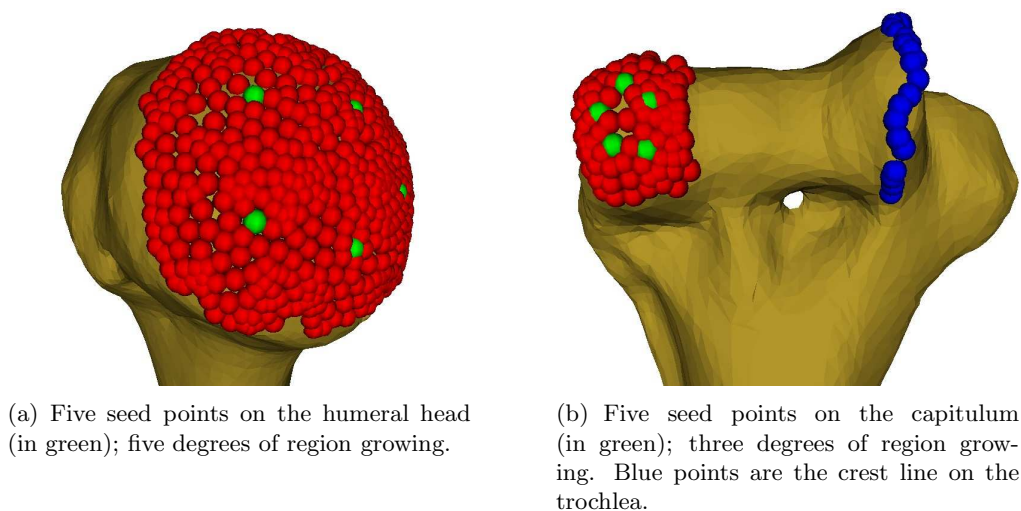 (a) Five seed points on the humeral head
(in green); five degrees of region growing.
(b) Five seed points on the capitulum
(in green); three degrees of region grow-
ing. Blue points are the crest line on the
trochlea.